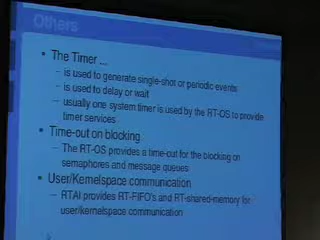 Others
• The Timer ...
– is used to generate single-shot or periodic events
– is used to delay or wait
– usually one system timer is used by the RT-OS to provide
timer services
• Time-out on blocking
– The RT-OS provides a time-out for the blocking on
semaphores and message queues
• User/Kernelspace communication
– RTAI provides RT-FIFO's and RT-shared-memory for
user/kernelspace communication